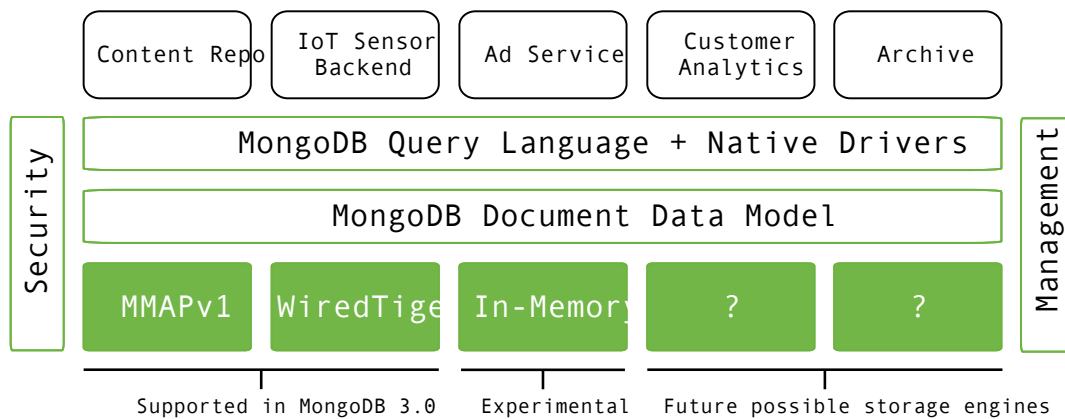 Content Repo
IoT Sensor
Backend
Ad Service
Customer
Analytics
Archive
Security
MongoDB Query Language + Native Drivers
Management
MongoDB Document Data Model
MMAPv1
WiredTige
In-Memory
?
?
Supported in MongoDB 3.0
Experimental
Future possible storage engines